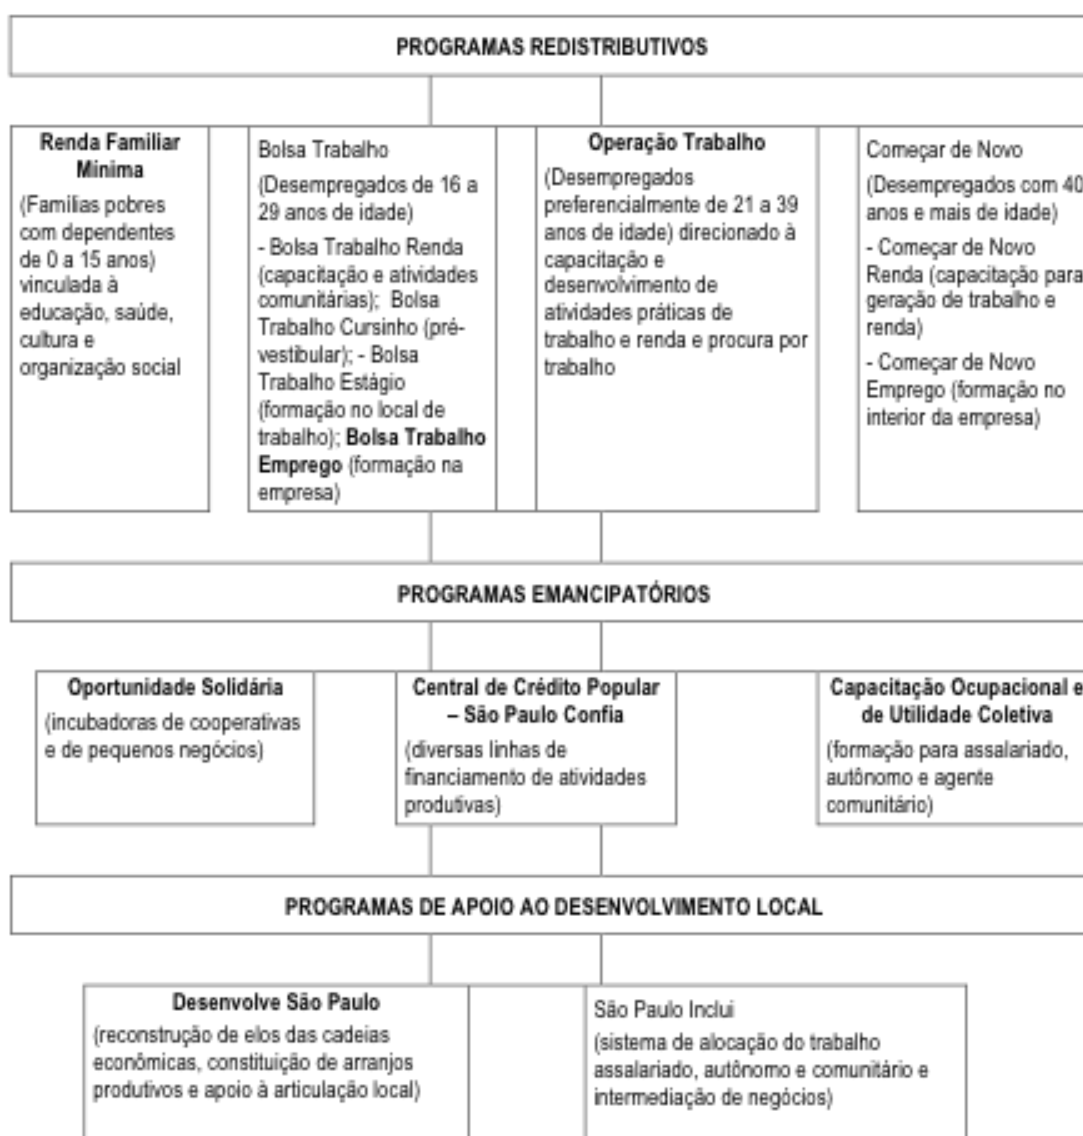 PROGRAMAS REDISTRIBUTIVOS
Renda Familiar
Mínima
(Famílias pobres
com dependentes
de 0 a 15 anos)
vinculada à
educação, saúde,
cultura e
organização social
Bolsa Trabalho
(Desempregados de 16 a
29 anos de idade)
- Bolsa Trabalho Renda
(capacitação e atividades
comunitárias); Bolsa
Trabalho Cursinho (pré-
vestibular); - Bolsa
Trabalho Estágio
(formação no local de
trabalho); Bolsa Trabalho
Emprego (formação na
empresa)
Operação Trabalho
(Desempregados
preferencialmente de 21 a 39
anos de idade) direcionado à
capacitação e
desenvolvimento de
atividades práticas de
trabalho e renda e procura por
trabalho
Começar de Novo
(Desempregados com 40
anos e mais de idade)
- Começar de Novo
Renda (capacitação para
geração de trabalho e
renda)
- Começar de Novo
Emprego (formação no
interior da empresa)
PROGRAMAS EMANCIPATÓRIOS
Oportunidade Solidária
(incubadoras de cooperativas
e de pequenos negócios)
Central de Crédito Popular
– São Paulo Confia
(diversas linhas de
financiamento de atividades
produtivas)
Capacitação Ocupacional e
de Utilidade Coletiva
(formação para assalariado,
autônomo e agente
comunitário)
PROGRAMAS DE APOIO AO DESENVOLVIMENTO LOCAL
Desenvolve São Paulo
(reconstrução de elos das cadeias
econômicas, constituição de arranjos
produtivos e apoio à articulação local)
São Paulo Inclui
(sistema de alocação do trabalho
assalariado, autônomo e comunitário e
intermediação de negócios)